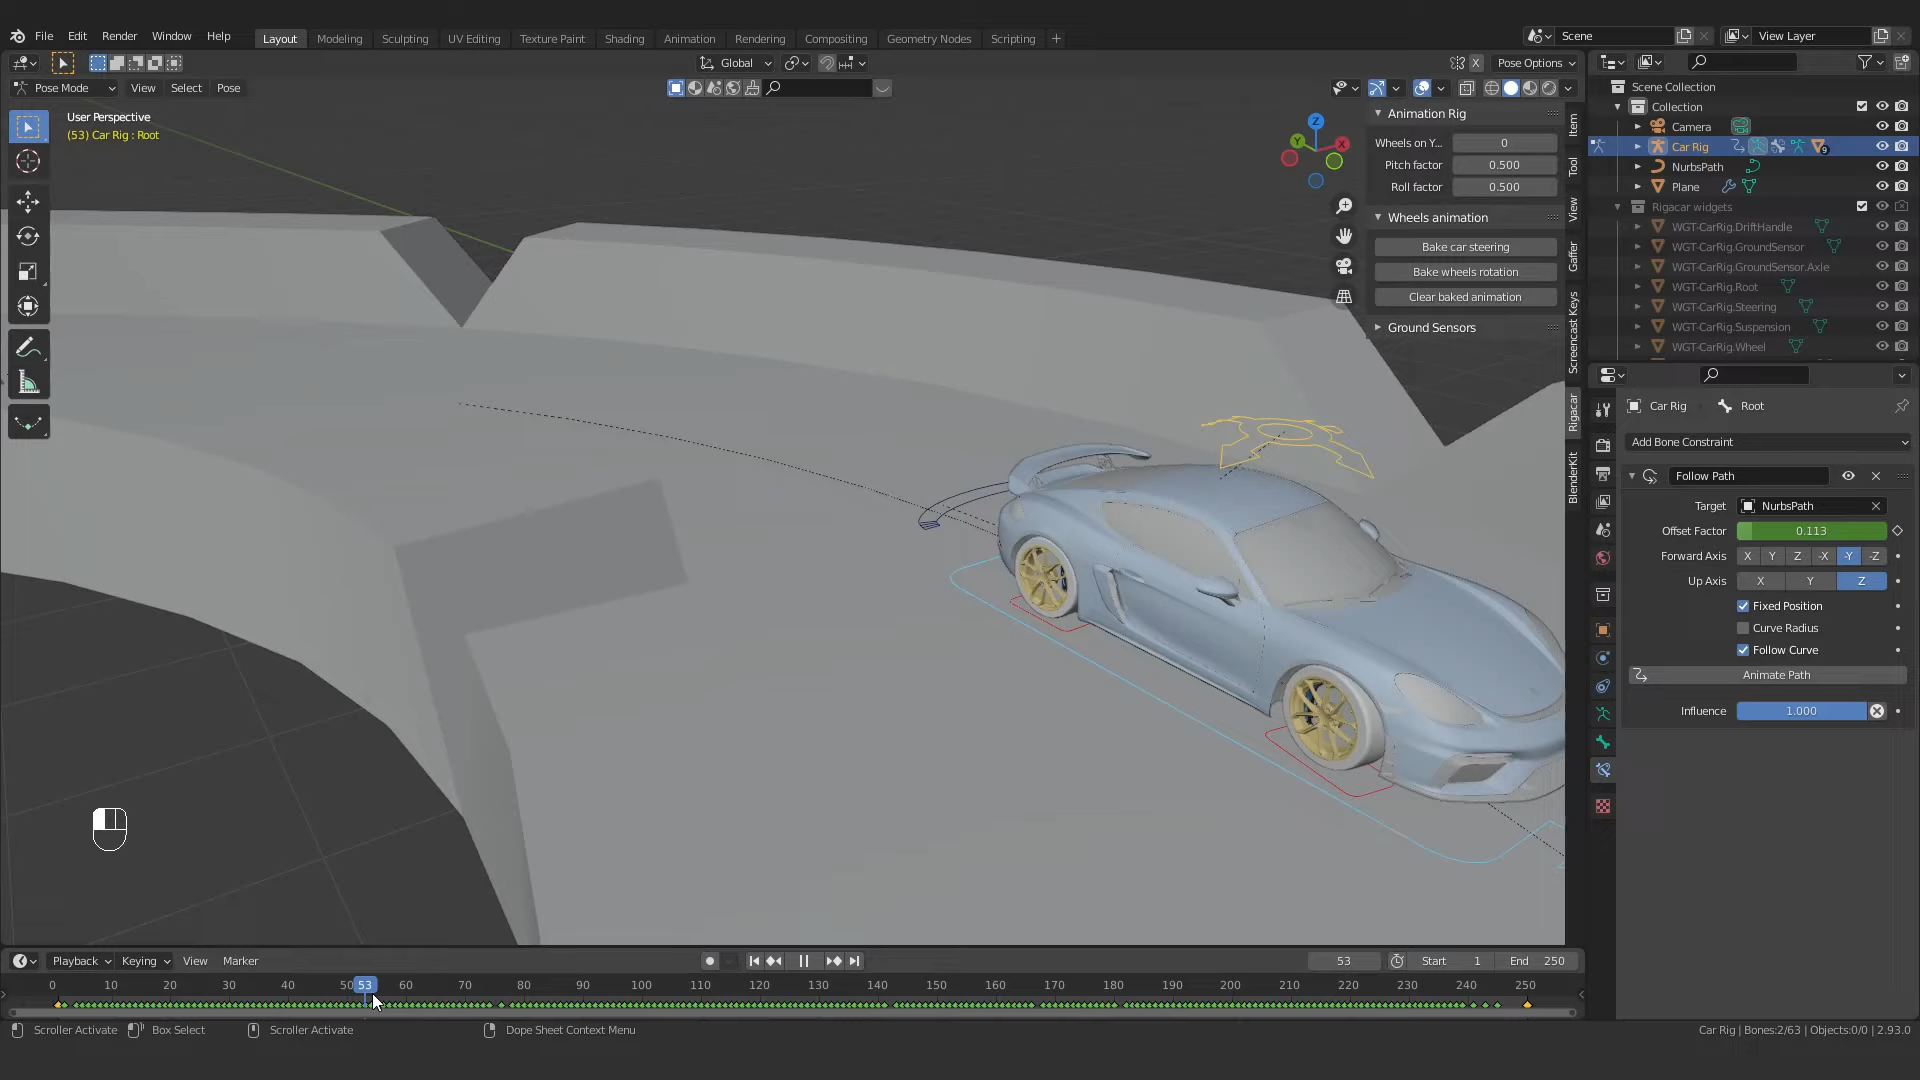 File Edit Render Window Help Layout Modeling Sculpting UV Editing Texture Paint Shading Animation Rendering Compositing Geometry Nodes Scripting + Scene View Layer
Global X Pose Options
Pose Mode View Select Pose
User Perspective
(53) Car Rig : Root
Z
Y
X
Animation Rig
Wheels on Y... 0
Pitch factor 0.500
Roll factor 0.500
Wheels animation
Bake car steering
Bake wheels rotation
Clear baked animation
Ground Sensors
Item
Tool
View
Gaffer
Screencast Keys
Rigacar
BlenderKit
Scene Collection
Collection
Camera
Car Rig 9
NurbsPath
Plane
Rigacar widgets
WGT-CarRig.DriftHandle
WGT-CarRig.GroundSensor
WGT-CarRig.GroundSensor.Axle
WGT-CarRig.Root
WGT-CarRig.Steering
WGT-CarRig.Suspension
WGT-CarRig.Wheel
Car Rig Root
Add Bone Constraint
Follow Path
Target NurbsPath
Offset Factor 0.113
Forward Axis X Y Z -X -Y -Z
Up Axis X Y Z
Fixed Position
Curve Radius
Follow Curve
Animate Path
Influence 1.000
Playback Keying View Marker 53 Start 1 End 250
0 10 20 30 40 50 53 60 70 80 90 100 110 120 130 140 150 160 170 180 190 200 210 220 230 240 250
Scroller Activate Box Select Scroller Activate Dope Sheet Context Menu Car Rig | Bones:2/63 | Objects:0/0 | 2.93.0